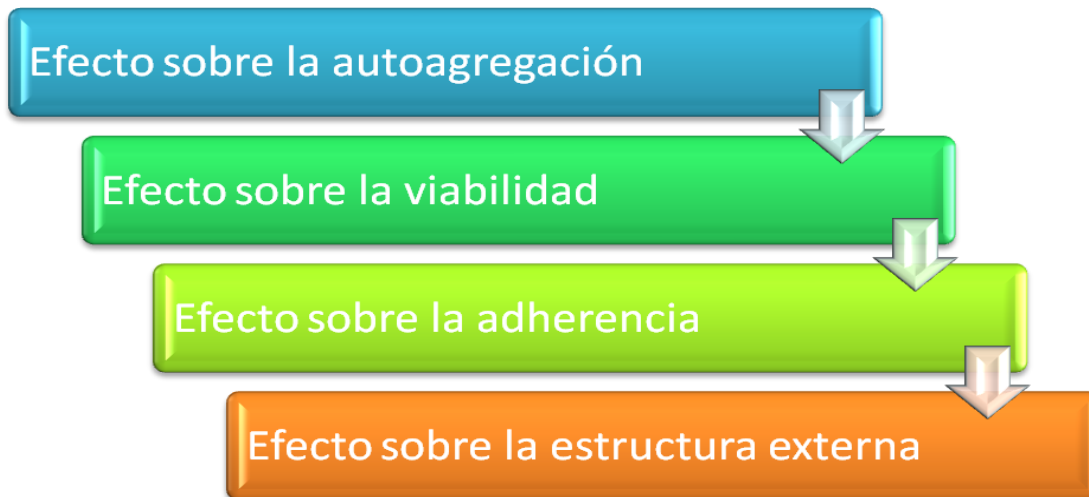 Efecto sobre la autoagregación
Efecto sobre la viabilidad
Efecto sobre la adherencia
Efecto sobre la estructura externa